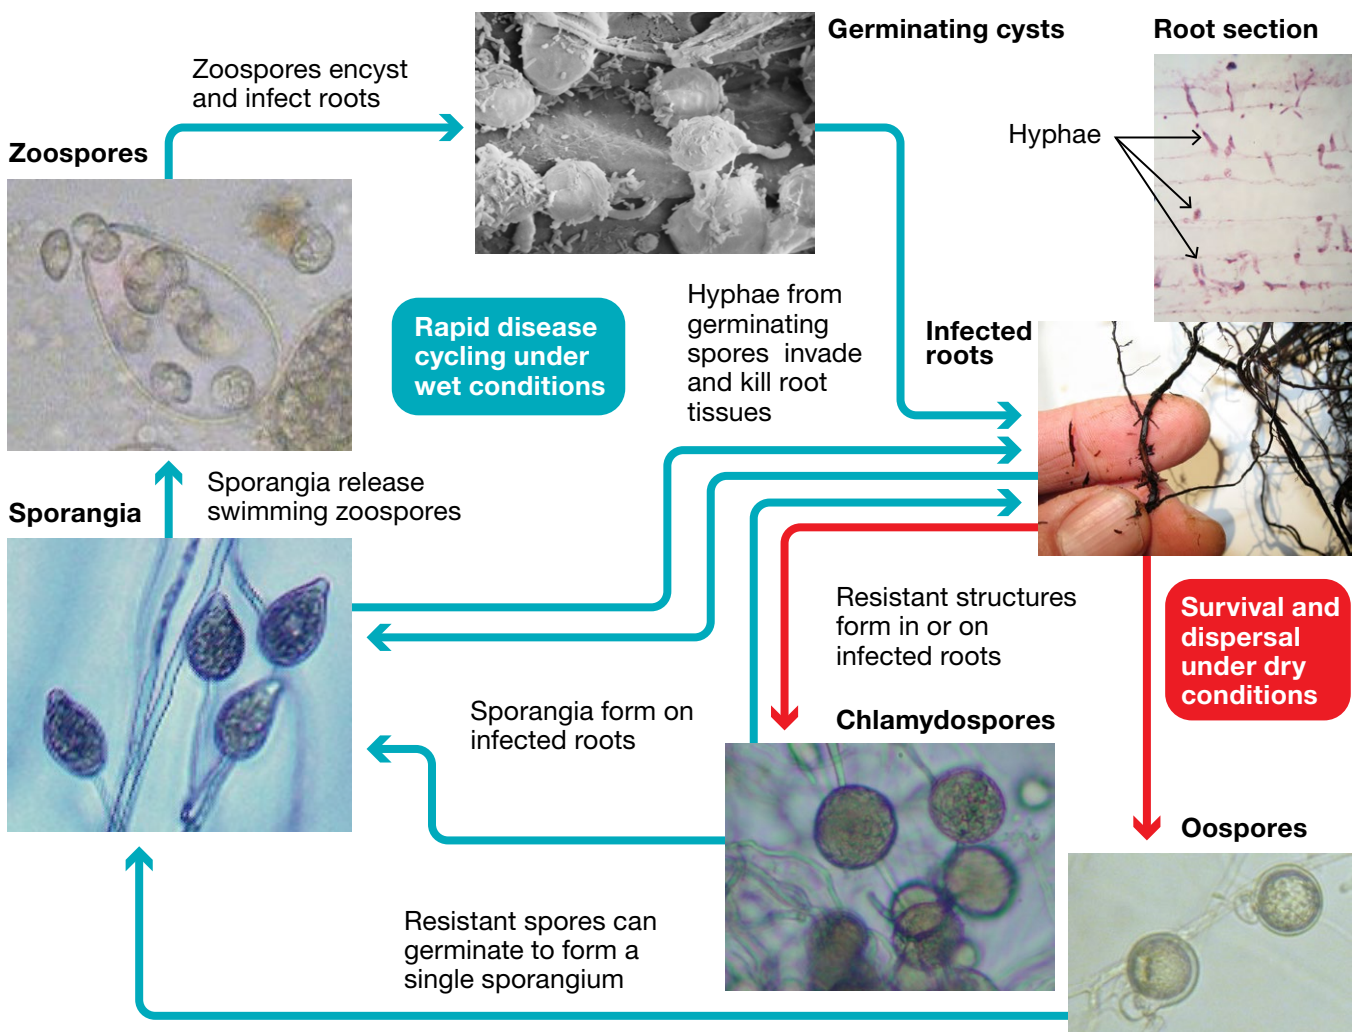 Germinating cysts
Root section
Zoospores encyst
and infect roots
Hyphae
Zoospores
Rapid disease
cycling under
wet conditions
Hyphae from
germinating
spores invade
and kill root
tissues
Infected
roots
Sporangia release
swimming zoospores
Sporangia
Resistant structures
form in or on
infected roots
Survival and
dispersal
under dry
conditions
Sporangia form on
infected roots
Chlamydospores
Oospores
Resistant spores can
germinate to form a
single sporangium